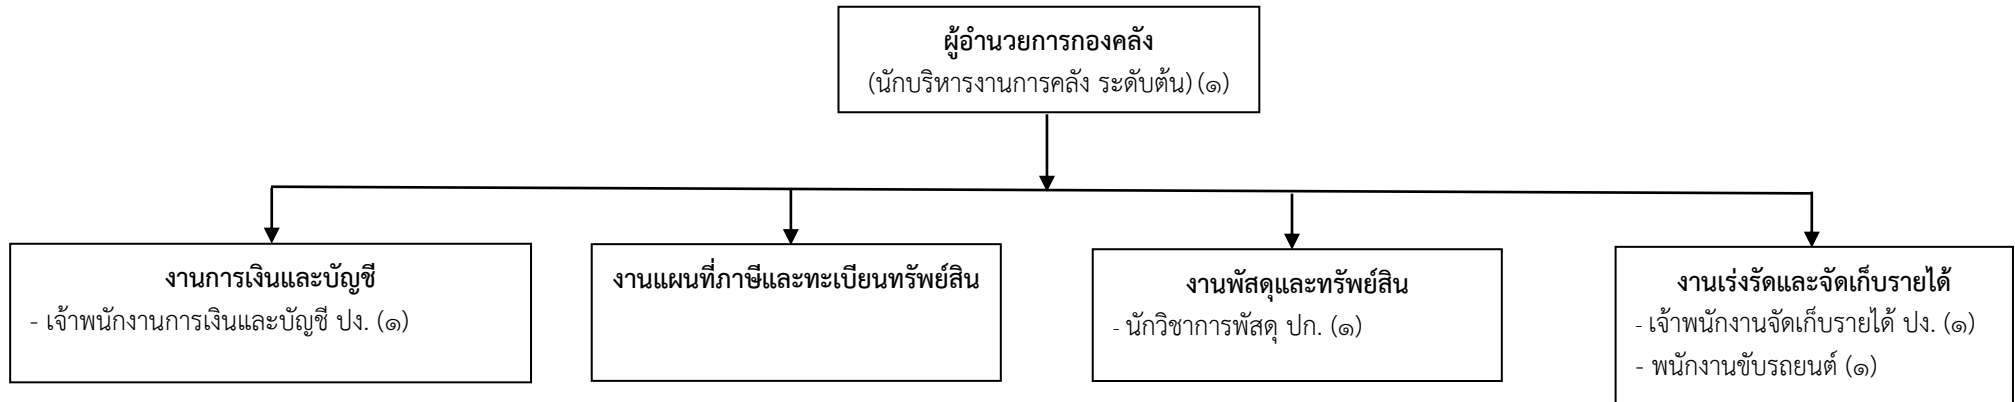 ผู้อำนวยการกองคลัง
(นักบริหารงานการคลัง ระดับต้น) (๑)
งานการเงินและบัญชี
- เจ้าพนักงานการเงินและบัญชี ปง. (๑)
งานแผนที่ภาษีและทะเบียนทรัพย์สิน
งานพัสดุและทรัพย์สิน
- นักวิชาการพัสดุ ปก. (๑)
งานเร่งรัดและจัดเก็บรายได้
- เจ้าพนักงานจัดเก็บรายได้ ปง. (๑)
- พนักงานขับรถยนต์ (๑)